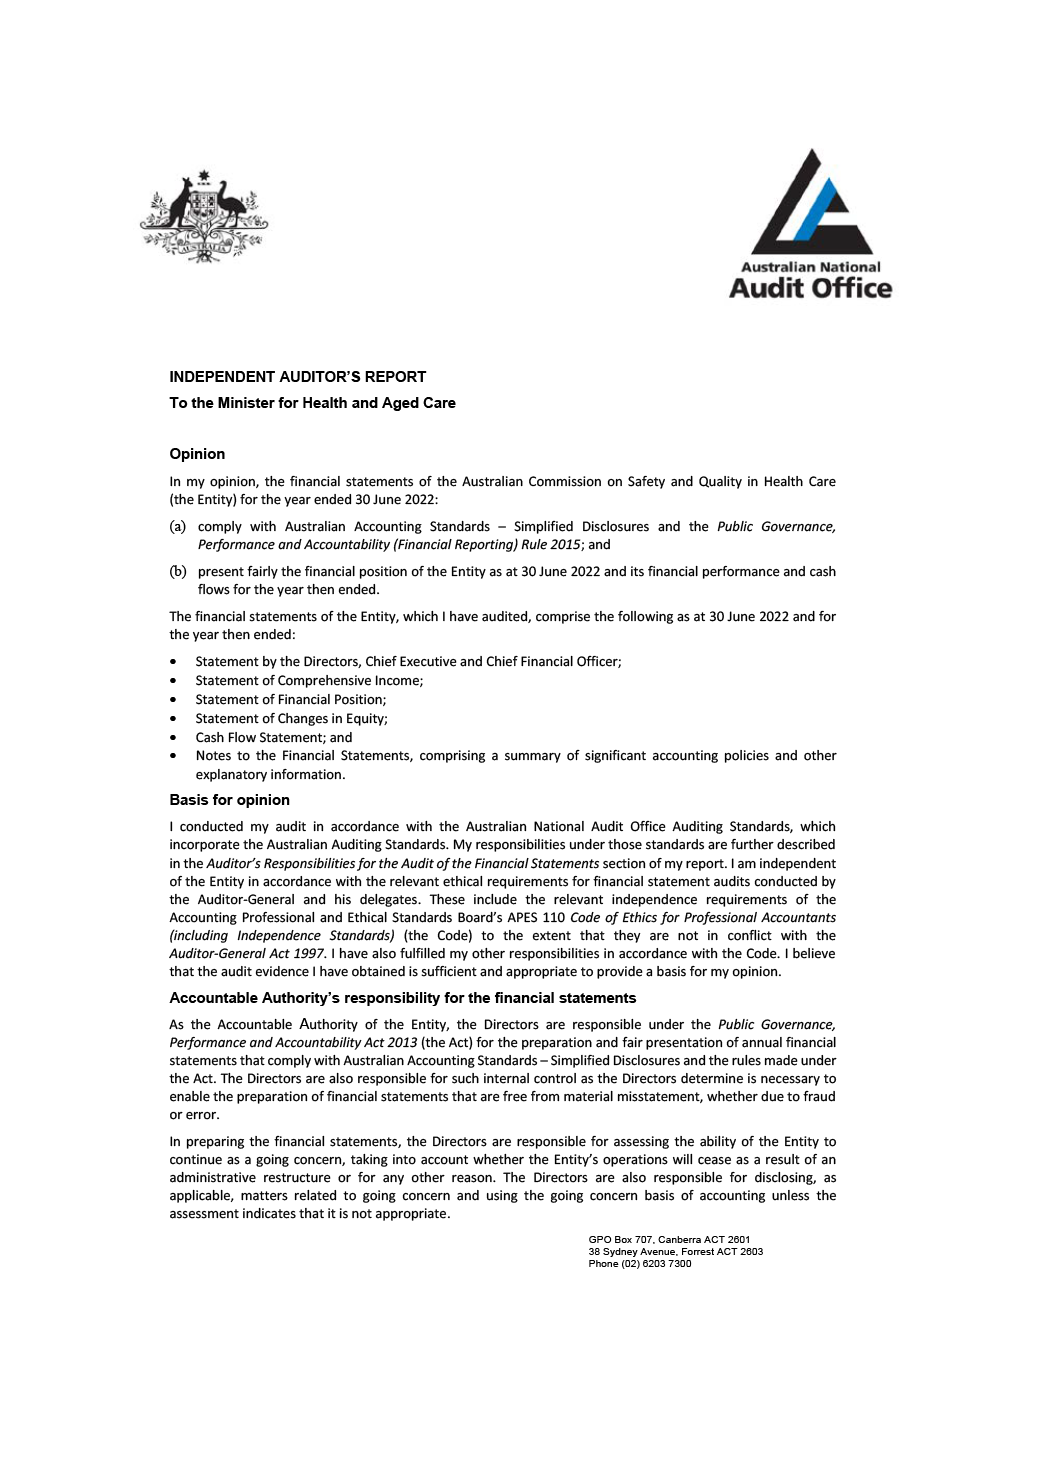 AUSTRALIA
Australian National
Audit Office
INDEPENDENT AUDITOR’S REPORT
To the Minister for Health and Aged Care
Opinion
In my opinion, the financial statements of the Australian Commission on Safety and Quality in Health Care
(the Entity) for the year ended 30 June 2022:
(a) comply with Australian Accounting Standards – Simplified Disclosures and the Public Governance,
Performance and Accountability (Financial Reporting) Rule 2015; and
(b) present fairly the financial position of the Entity as at 30 June 2022 and its financial performance and cash
flows for the year then ended.
The financial statements of the Entity, which I have audited, comprise the following as at 30 June 2022 and for
the year then ended:
• Statement by the Directors, Chief Executive and Chief Financial Officer;
• Statement of Comprehensive Income;
• Statement of Financial Position;
• Statement of Changes in Equity;
• Cash Flow Statement; and
• Notes to the Financial Statements, comprising a summary of significant accounting policies and other
explanatory information.
Basis for opinion
I conducted my audit in accordance with the Australian National Audit Office Auditing Standards, which
incorporate the Australian Auditing Standards. My responsibilities under those standards are further described
in the Auditor’s Responsibilities for the Audit of the Financial Statements section of my report. I am independent
of the Entity in accordance with the relevant ethical requirements for financial statement audits conducted by
the Auditor-General and his delegates. These include the relevant independence requirements of the
Accounting Professional and Ethical Standards Board’s APES 110 Code of Ethics for Professional Accountants
(including Independence Standards) (the Code) to the extent that they are not in conflict with the
Auditor-General Act 1997. I have also fulfilled my other responsibilities in accordance with the Code. I believe
that the audit evidence I have obtained is sufficient and appropriate to provide a basis for my opinion.
Accountable Authority’s responsibility for the financial statements
As the Accountable Authority of the Entity, the Directors are responsible under the Public Governance,
Performance and Accountability Act 2013 (the Act) for the preparation and fair presentation of annual financial
statements that comply with Australian Accounting Standards – Simplified Disclosures and the rules made under
the Act. The Directors are also responsible for such internal control as the Directors determine is necessary to
enable the preparation of financial statements that are free from material misstatement, whether due to fraud
or error.
In preparing the financial statements, the Directors are responsible for assessing the ability of the Entity to
continue as a going concern, taking into account whether the Entity’s operations will cease as a result of an
administrative restructure or for any other reason. The Directors are also responsible for disclosing, as
applicable, matters related to going concern and using the going concern basis of accounting unless the
assessment indicates that it is not appropriate.
GPO Box 707, Canberra ACT 2601
38 Sydney Avenue, Forrest ACT 2603
Phone (02) 6203 7300